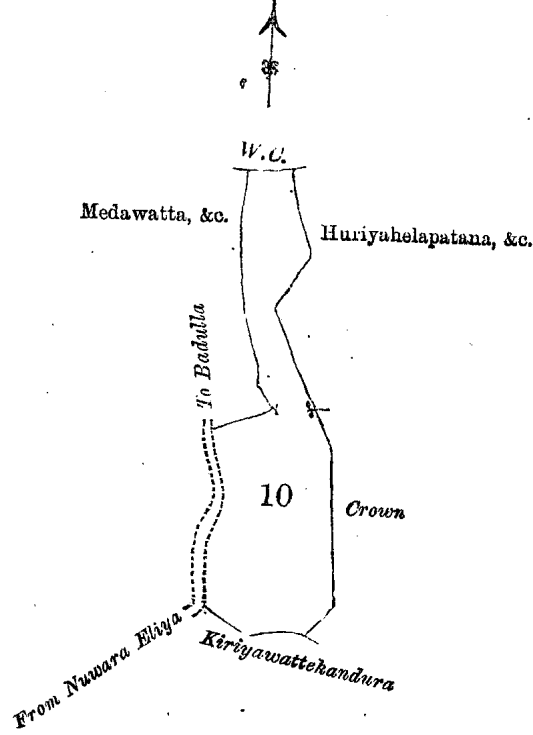 W.C.
Medawatta, &c.
Huriyahelapatana, &c.
To Badulla
10
Crown
From Nuwara Eliya
Kiriyawattekandura